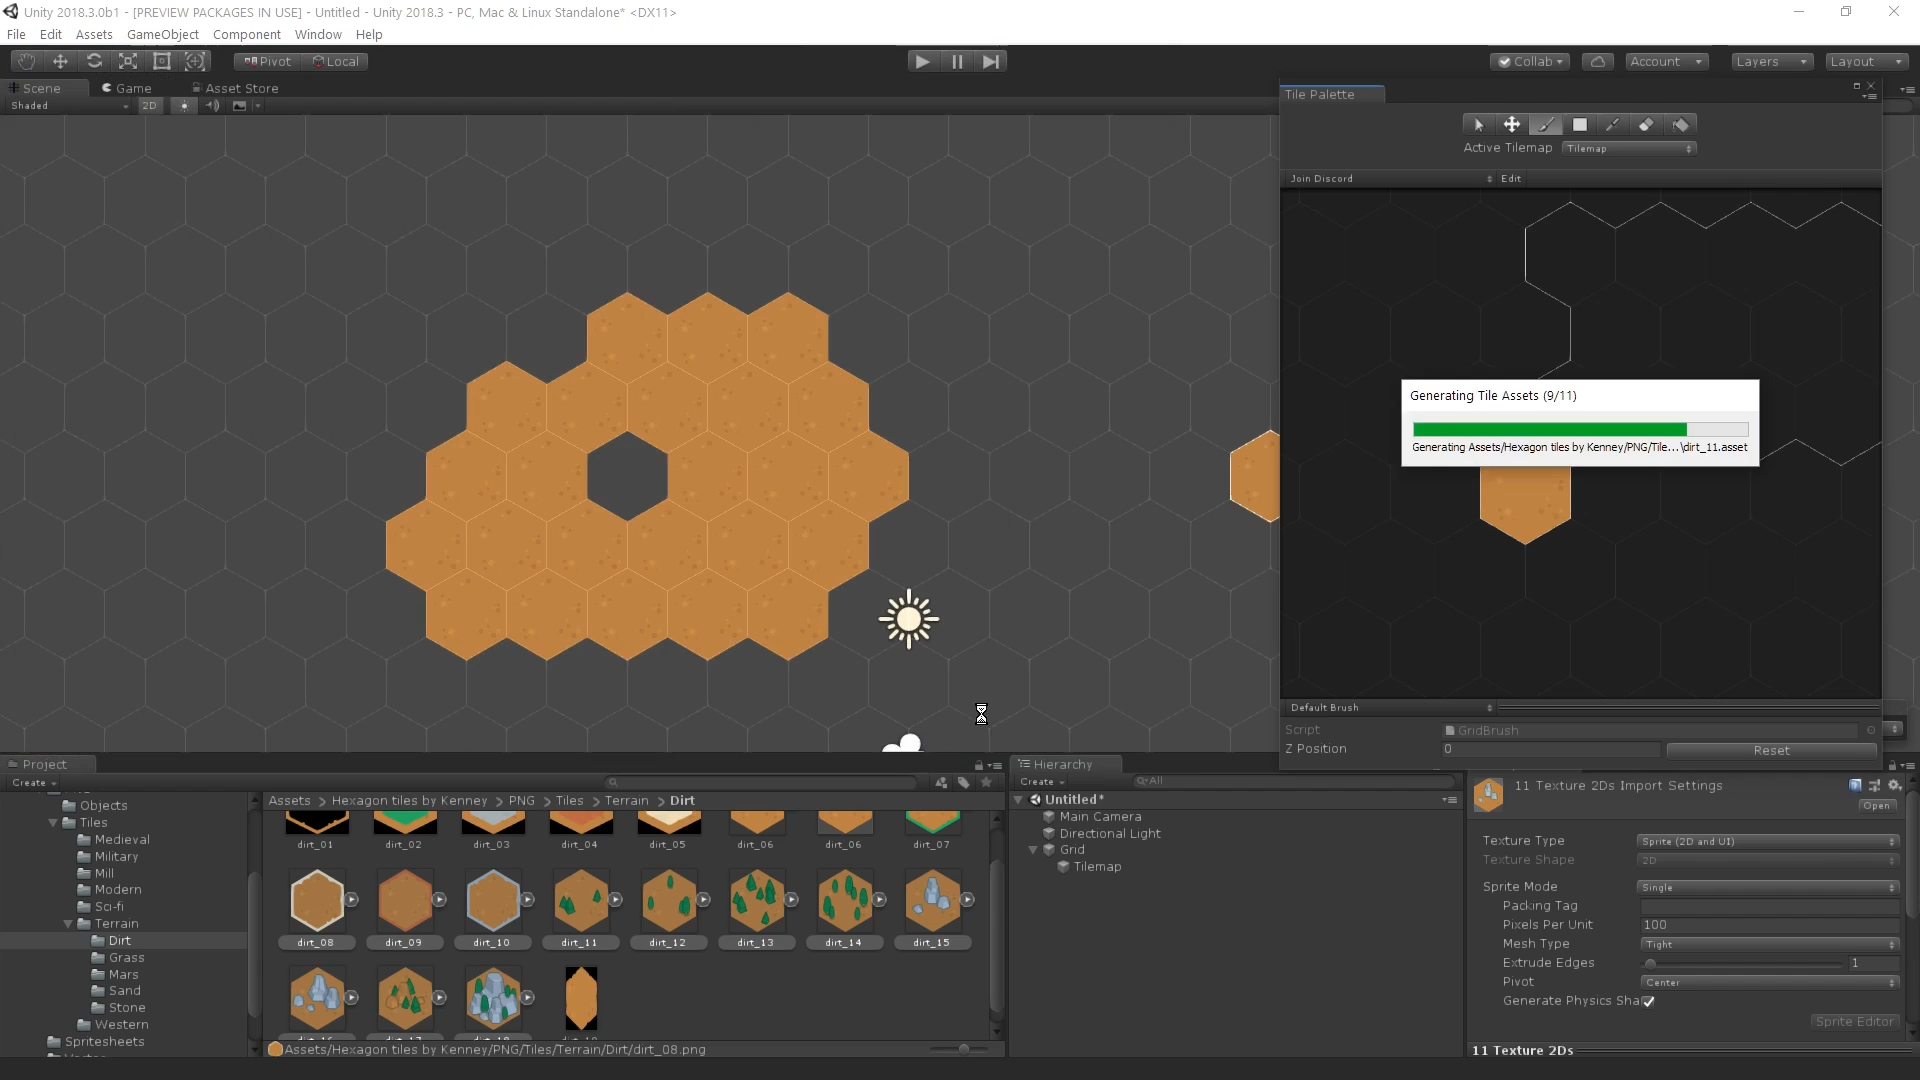 Unity 2018.3.0b1 - [PREVIEW PACKAGES IN USE] - Untitled - Unity 2018.3 - PC, Mac & Linux Standalone* <DX11>
File Edit Assets GameObject Component Window Help
Pivot Local Collab Account Layers Layout
Scene Game Asset Store
Shaded 2D
Tile Palette
Active Tilemap Tilemap
Join Discord Edit
Generating Tile Assets (9/11)
Generating Assets/Hexagon tiles by Kenney/PNG/Tile...\dirt_11.asset
Default Brush
Script GridBrush
Z Position 0 Reset
Project
Create
Objects
Tiles
Medieval
Military
Mill
Modern
Sci-fi
Terrain
Dirt
Grass
Mars
Sand
Stone
Western
Spritesheets
Assets > Hexagon tiles by Kenney > PNG > Tiles > Terrain > Dirt
dirt_01 dirt_02 dirt_03 dirt_04 dirt_05 dirt_06 dirt_06 dirt_07
dirt_08 dirt_09 dirt_10 dirt_11 dirt_12 dirt_13 dirt_14 dirt_15
Assets/Hexagon tiles by Kenney/PNG/Tiles/Terrain/Dirt/dirt_08.png
Hierarchy
Create All
Untitled*
Main Camera
Directional Light
Grid
Tilemap
11 Texture 2Ds Import Settings
Open
Texture Type Sprite (2D and UI)
Texture Shape 2D
Sprite Mode Single
Packing Tag
Pixels Per Unit 100
Mesh Type Tight
Extrude Edges 1
Pivot Center
Generate Physics Sha
Sprite Editor
11 Texture 2Ds